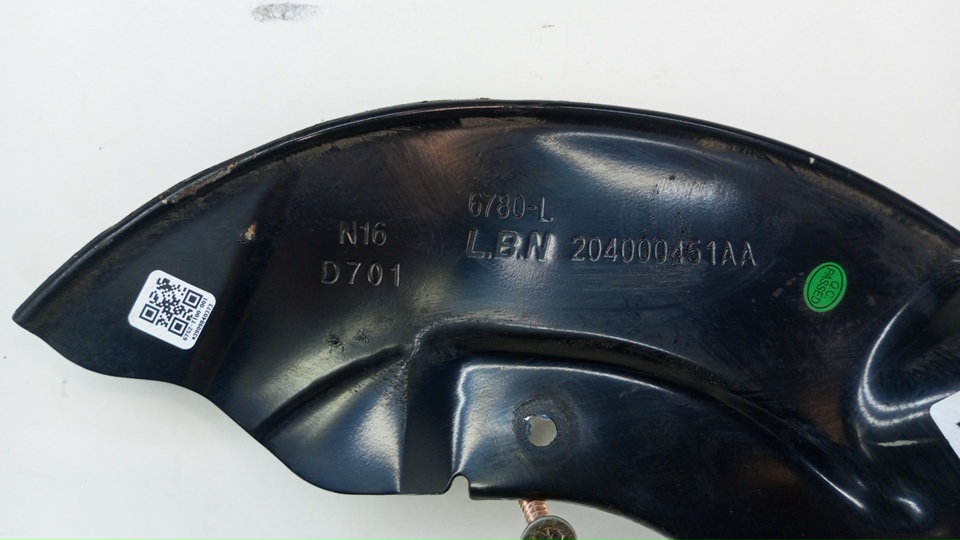 6780-L
N16
L.B.N 204000451AA
D701
Q.C.
PASSED